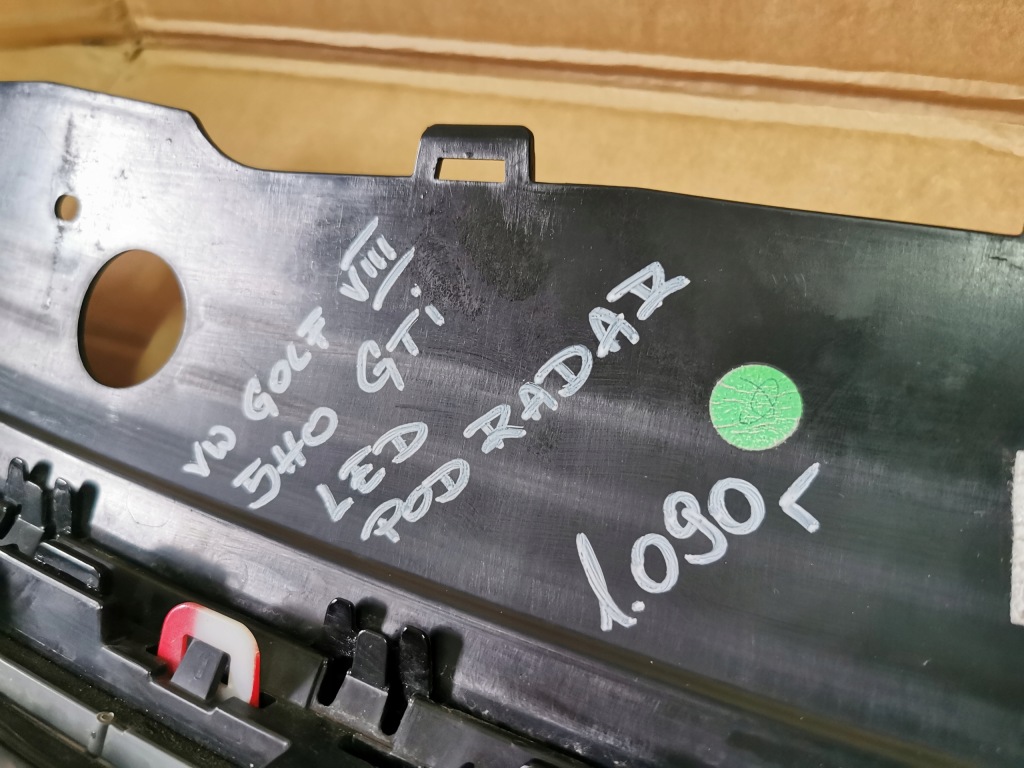 VW GOLF VIII
5H0 GTi
LED
POD RADAR
1.090,-